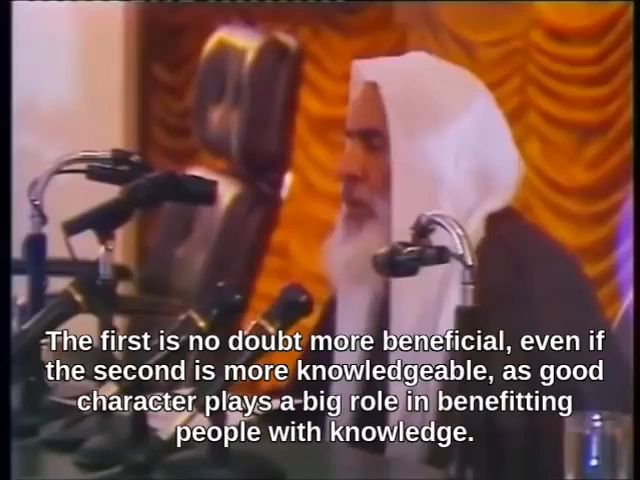 The first is no doubt more beneficial, even if
the second is more knowledgeable, as good
character plays a big role in benefitting
people with knowledge.